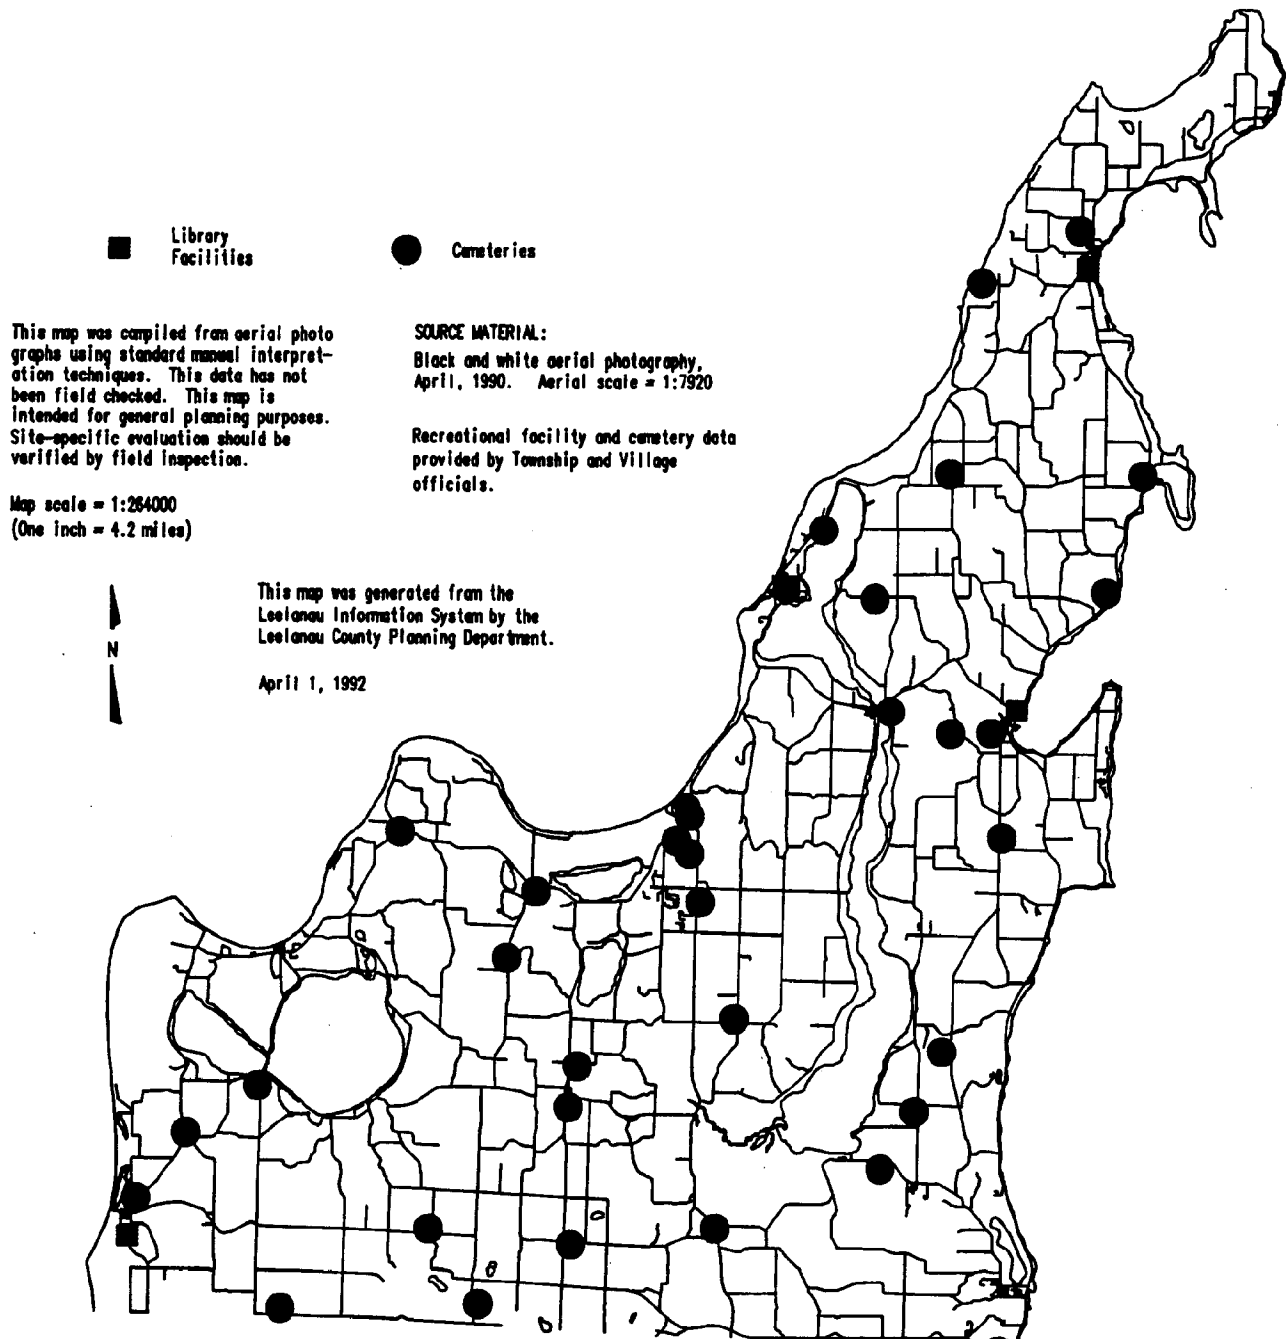 Library
Facilities
Cemeteries
This map was compiled from aerial photo
graphs using standard manual interpret-
ation techniques. This data has not
been field checked. This map is
intended for general planning purposes.
Site-specific evaluation should be
verified by field inspection.
Map scale = 1:264000
(One inch = 4.2 miles)
SOURCE MATERIAL:
Black and white aerial photography,
April, 1990. Aerial scale = 1:7920
Recreational facility and cemetery data
provided by Township and Village
officials.
N
This map was generated from the
Leelanau Information System by the
Leelanau County Planning Department.
April 1, 1992